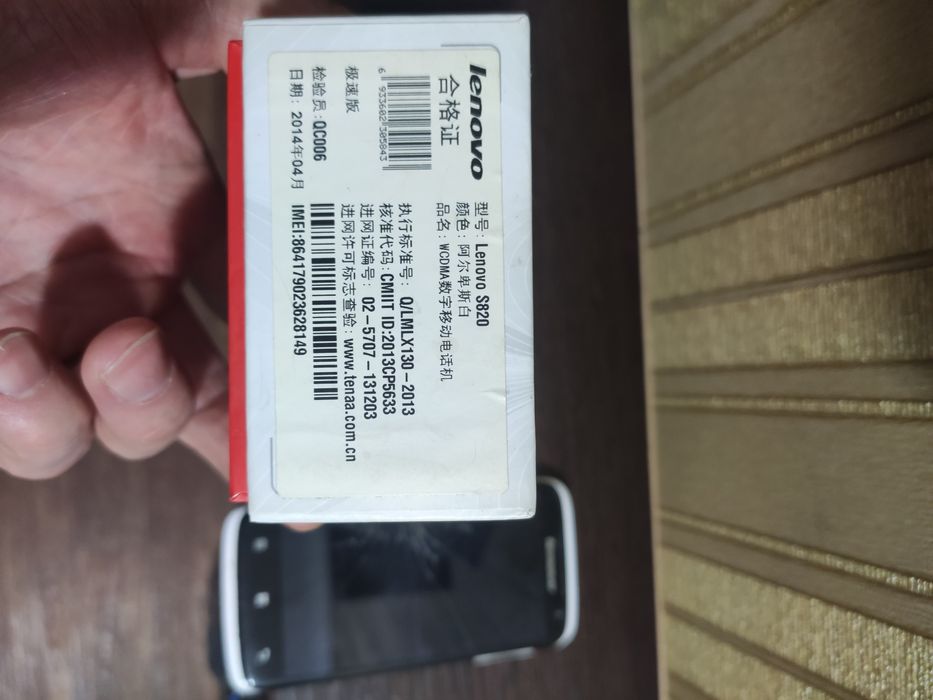 lenovo
合格证
6 933602 305843
极速版
检验员:QC006
日期: 2014年04月
型号: Lenovo S820
颜色: 阿尔卑斯白
品名: WCDMA数字移动电话机
执行标准号: Q/LMLX130-2013
核准代码:CMIIT ID:2013CP5633
进网证编号: 02-5707-131203
进网许可标志查验: www.tenaa.com.cn
IMEI:864179023628149